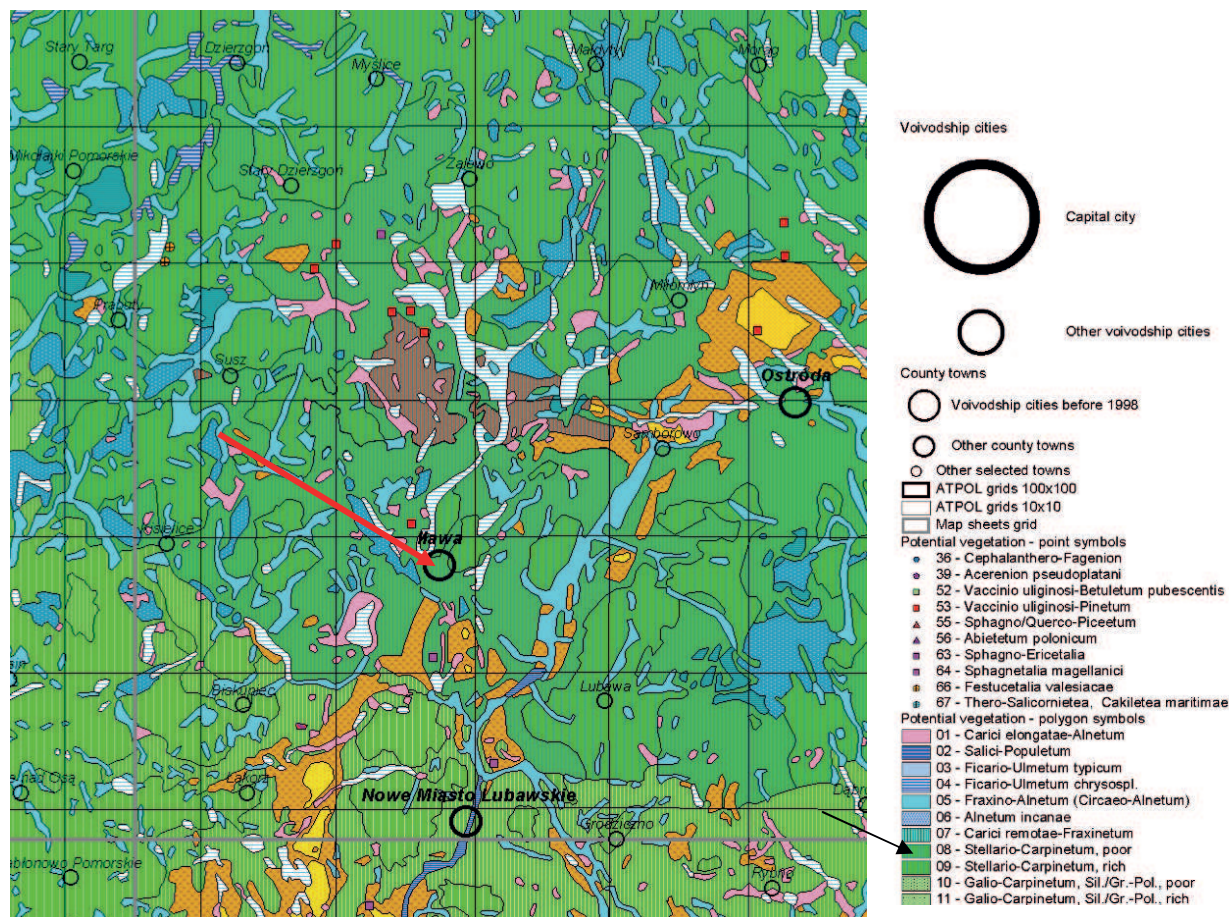 Stary Targ
Dzierzgoń
Myślice
Małdyty
Morąg
Mikołajki Pomorskie
Stary Dzierzgoń
Zalewo
Prabuty
Miłomłyn
Susz
Ostróda
Samborowo
Kisielice
Iława
Biskupiec
Lubawa
Łakorz
Nowe Miasto Lubawskie
Grodziczno
Rybno
Voivodship cities
Capital city
Other voivodship cities
County towns
Voivodship cities before 1998
Other county towns
Other selected towns
ATPOL grids 100x100
ATPOL grids 10x10
Map sheets grid
Potential vegetation - point symbols
36 - Cephalanthero-Fagenion
39 - Acerenion pseudoplatani
52 - Vaccinio uliginosi-Betuletum pubescentis
53 - Vaccinio uliginosi-Pinetum
55 - Sphagno/Querco-Piceetum
56 - Abietetum polonicum
63 - Sphagno-Ericetalia
64 - Sphagnetalia magellanici
66 - Festucetalia valesiacae
67 - Thero-Salicornietea, Cakiletea maritimae
Potential vegetation - polygon symbols
01 - Carici elongatae-Alnetum
02 - Salici-Populetum
03 - Ficario-Ulmetum typicum
04 - Ficario-Ulmetum chrysospl.
05 - Fraxino-Alnetum (Circaeo-Alnetum)
06 - Alnetum incanae
07 - Carici remotae-Fraxinetum
08 - Stellario-Carpinetum, poor
09 - Stellario-Carpinetum, rich
10 - Galio-Carpinetum, Sil./Gr.-Pol., poor
11 - Galio-Carpinetum, Sil./Gr.-Pol., rich